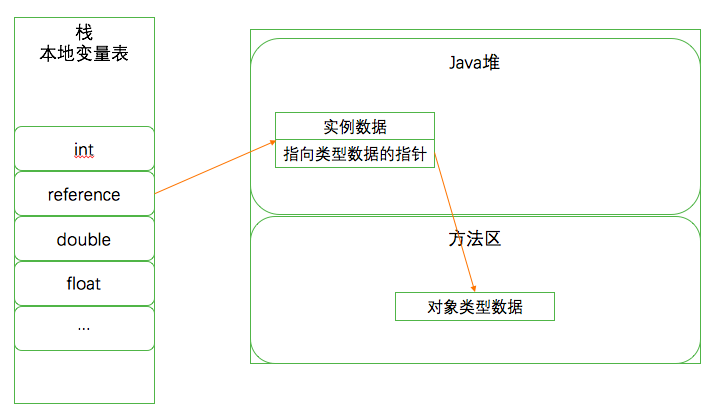 栈
本地变量表
int
reference
double
float
...
Java堆
实例数据
指向类型数据的指针
方法区
对象类型数据